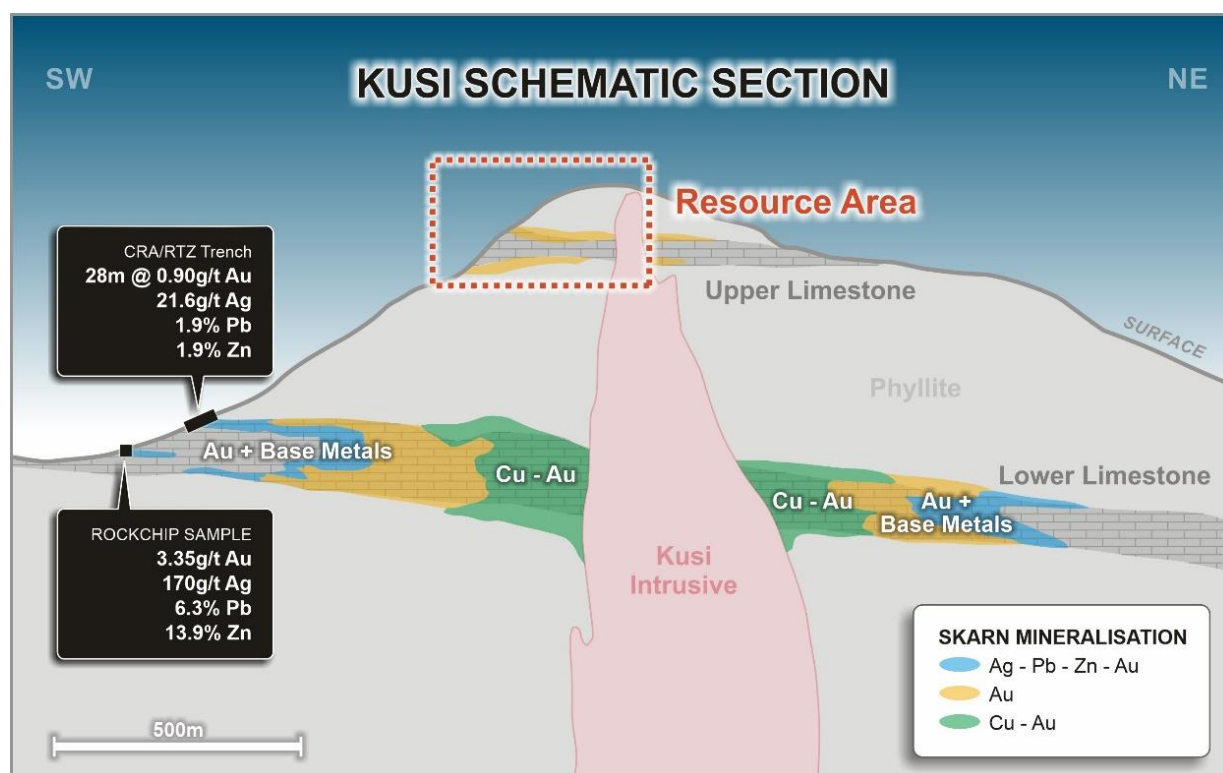 SW
KUSI SCHEMATIC SECTION
NE
Resource Area
CRA/RTZ Trench
28m @ 0.90g/t Au
21.6g/t Ag
1.9% Pb
1.9% Zn
Upper Limestone
SURFACE
Phyllite
Au + Base Metals
Cu - Au
Cu - Au
Au +
Base Metals
Lower Limestone
ROCKCHIP SAMPLE
3.35g/t Au
170g/t Ag
6.3% Pb
13.9% Zn
Kusi
Intrusive
SKARN MINERALISATION
Ag - Pb - Zn - Au
Au
Cu - Au
500m